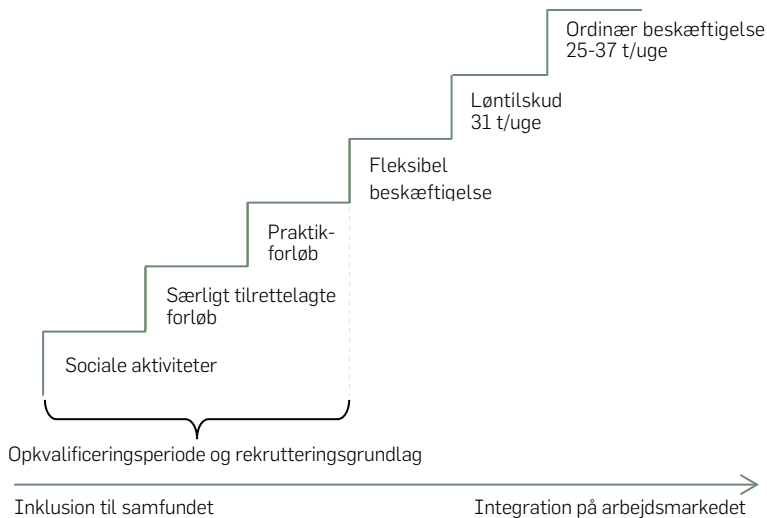 Ordinær beskæftigelse
25-37 t/uge
Løntilskud
31 t/uge
Fleksibel
beskæftigelse
Praktik-
forløb
Særligt tilrettelagte
forløb
Sociale aktiviteter
Opkvalificeringsperiode og rekrutteringsgrundlag
Inklusion til samfundet
Integration på arbejdsmarkedet